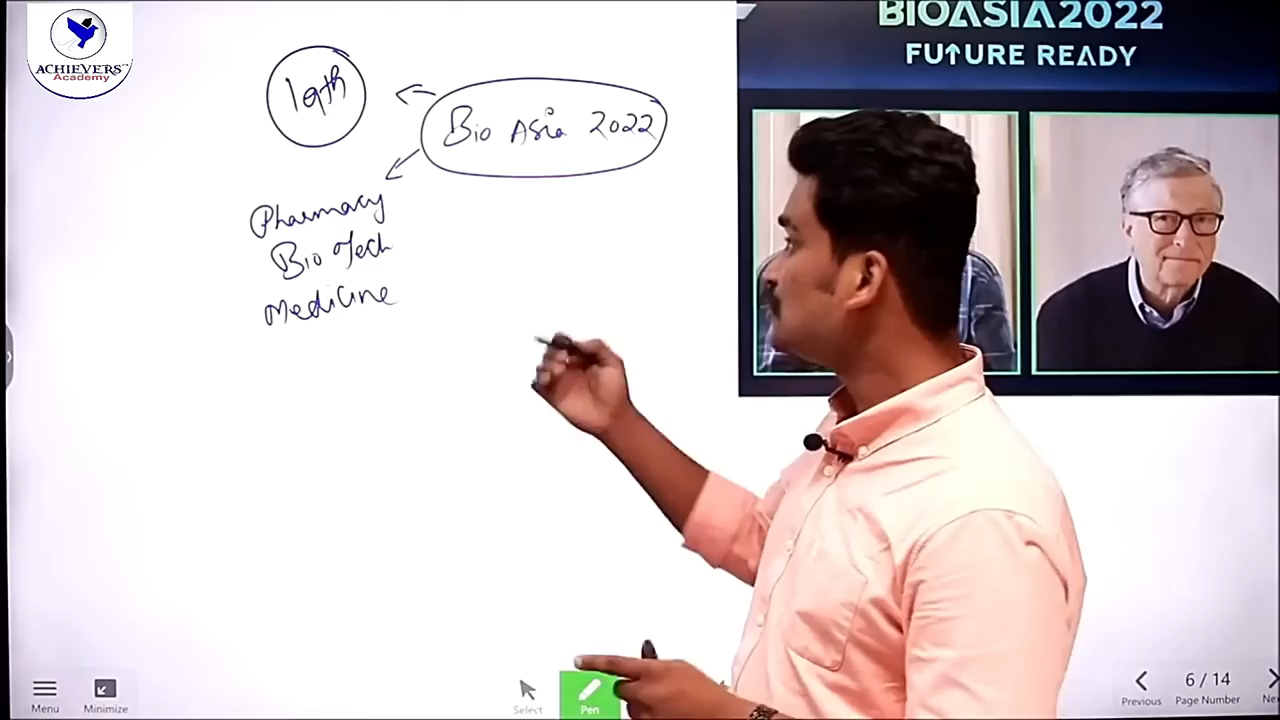 ACHIEVERS
Academy
19th
Bio Asia 2022
Pharmacy
Bio Tech
Medicine
BIOASIA2022
FUTURE READY
Menu
Minimize
Select
Pen
6 / 14
Previous
Page Number